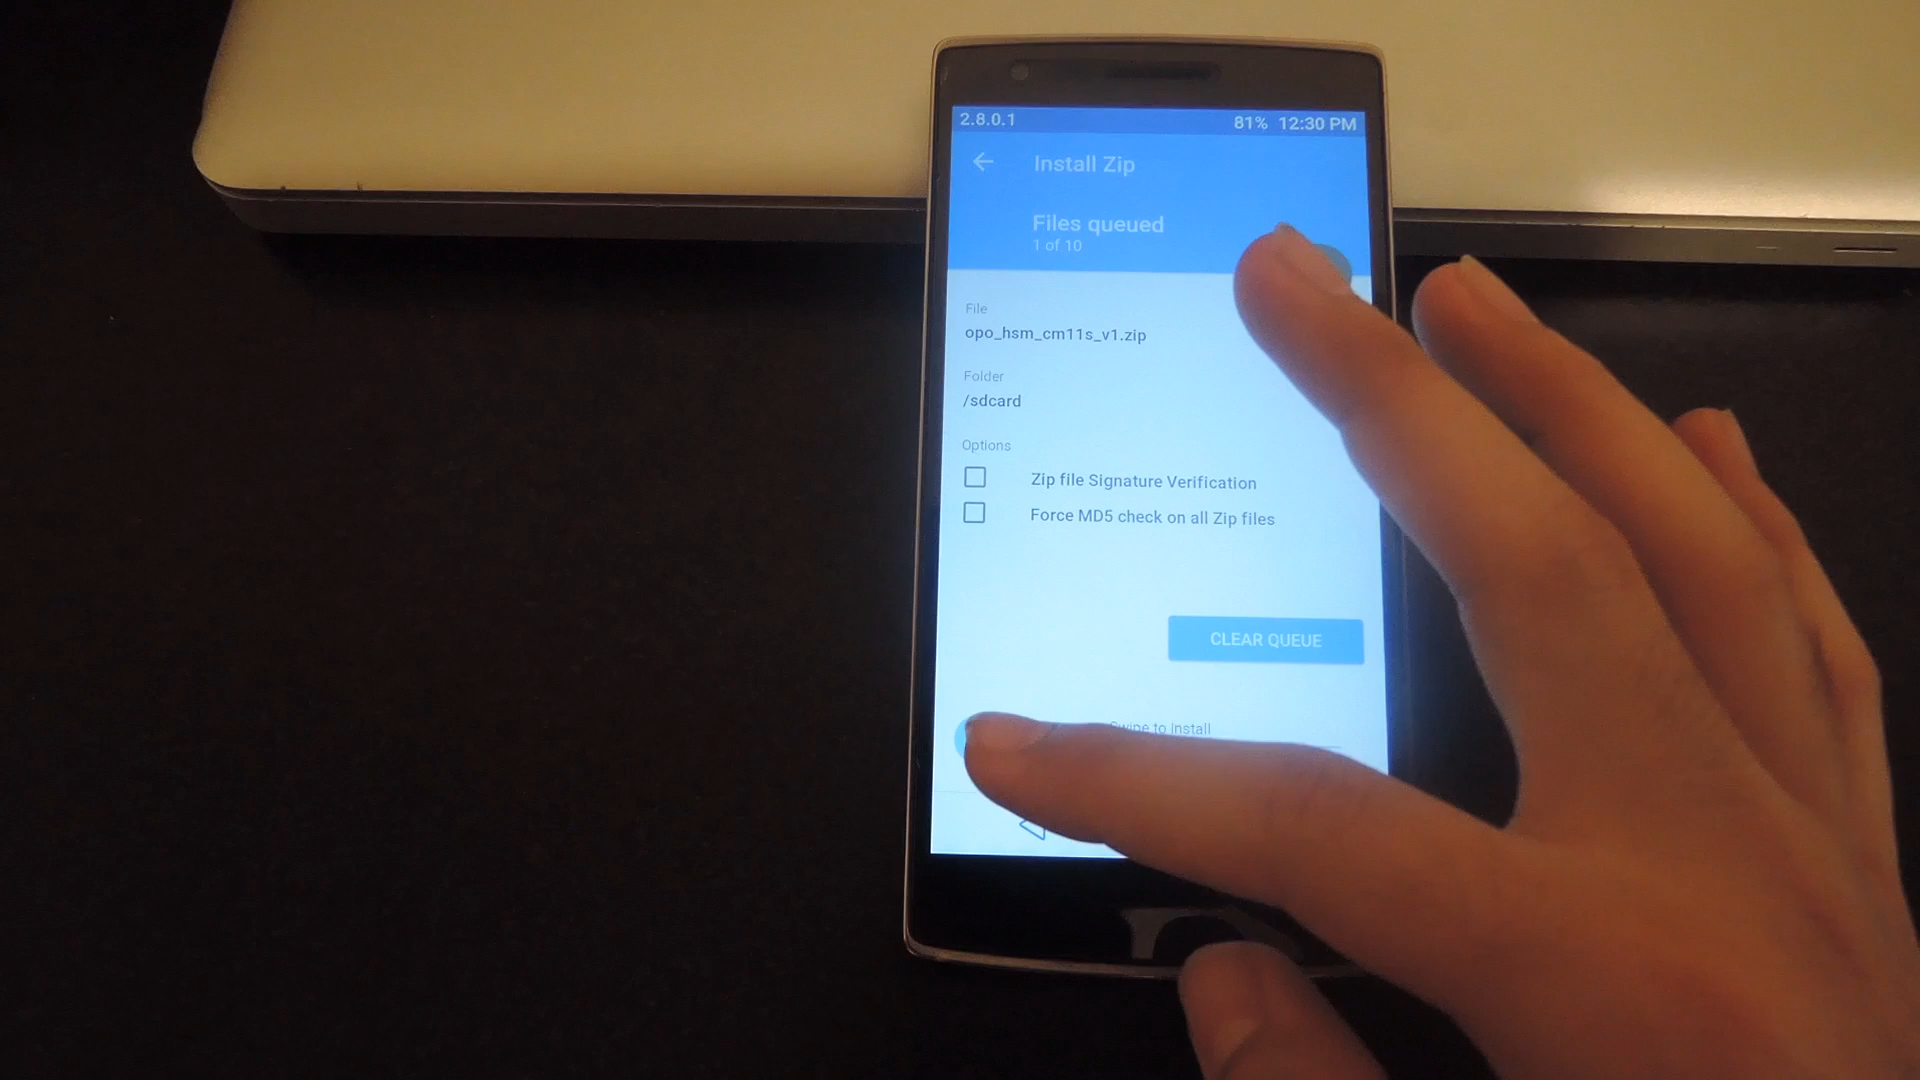 2.8.0.1 81% 12:30 PM
Install Zip
Files queued
1 of 10
File
opo_hsm_cm11s_v1.zip
Folder
/sdcard
Options
Zip file Signature Verification
Force MD5 check on all Zip files
CLEAR QUEUE
Swipe to Install